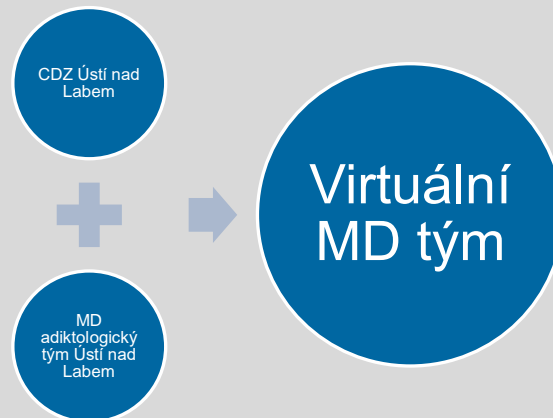 CDZ Ústí nad
Labem
MD
adiktologický
tým Ústí nad
Labem
Virtuální
MD tým